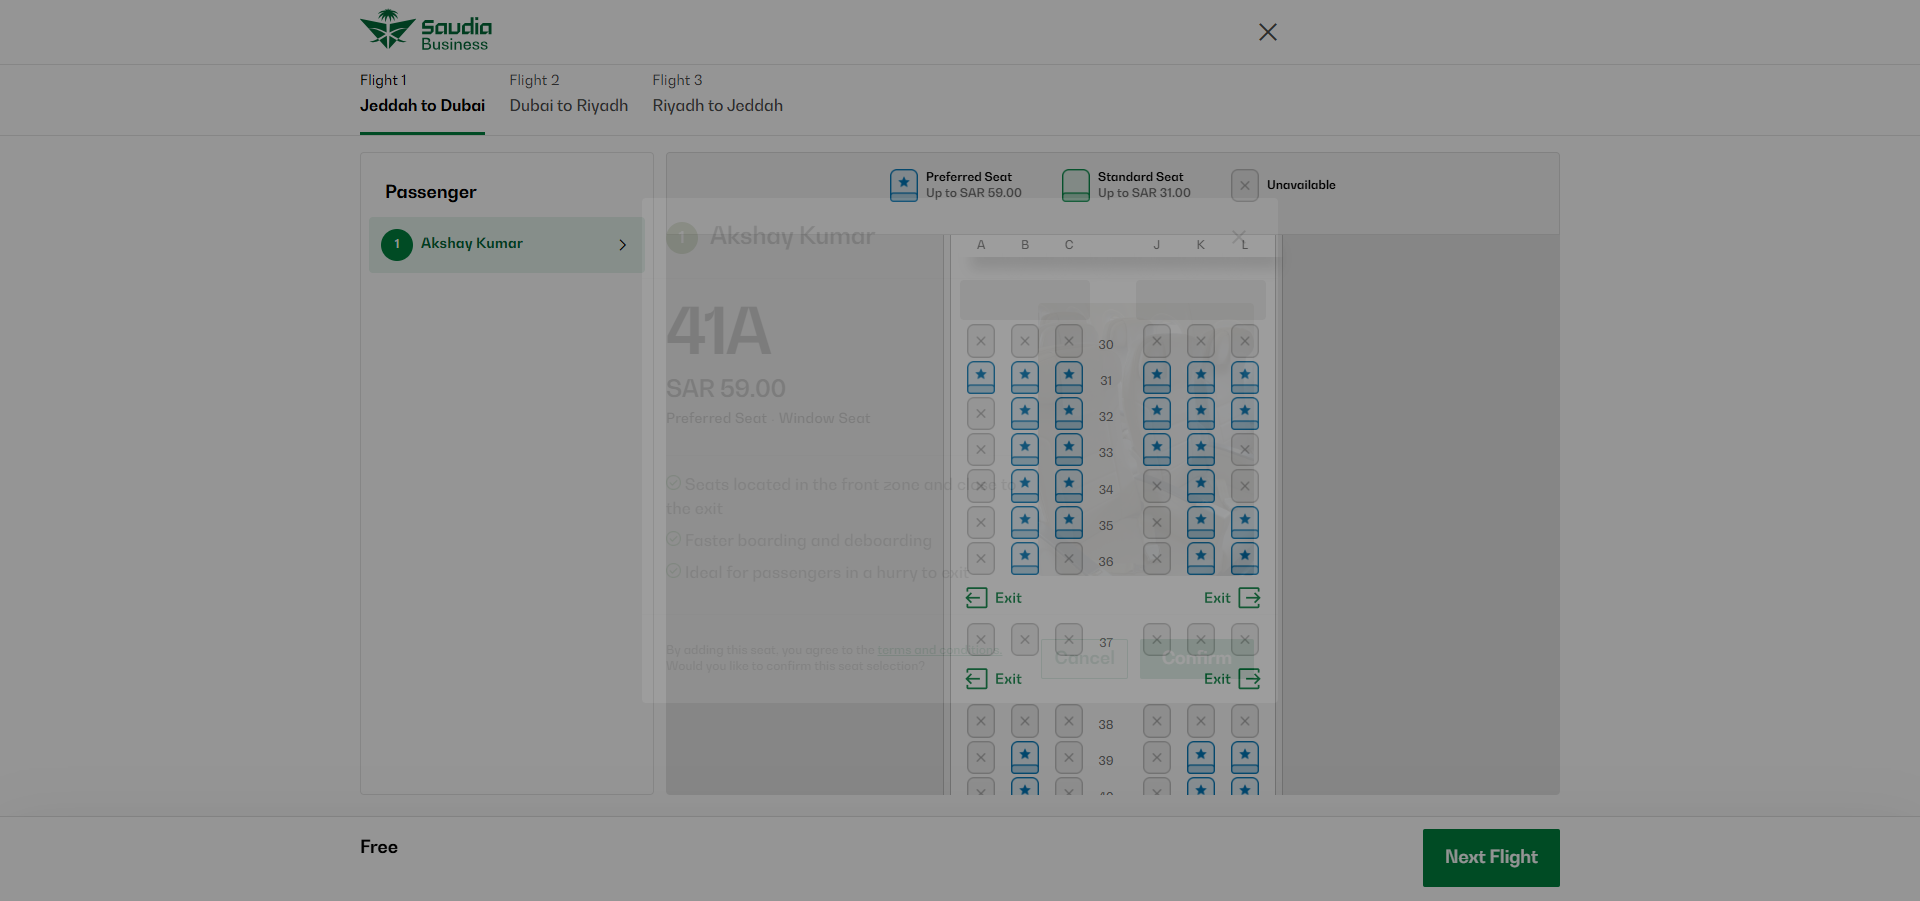 Saudia
Business
Flight 1
Jeddah to Dubai
Flight 2
Dubai to Riyadh
Flight 3
Riyadh to Jeddah
Passenger
1 Akshay Kumar
Preferred Seat
Up to SAR 59.00
Standard Seat
Up to SAR 31.00
Unavailable
1 Akshay Kumar
41A
SAR 59.00
Preferred Seat · Window Seat
Seats located in the front zone and close to
the exit
Faster boarding and deboarding
Ideal for passengers in a hurry to exit
By adding this seat, you agree to the terms and conditions.
Would you like to confirm this seat selection?
Cancel
Confirm
A B C J K L
30
31
32
33
34
35
36
Exit Exit
37
Exit Exit
38
39
40
Free
Next Flight